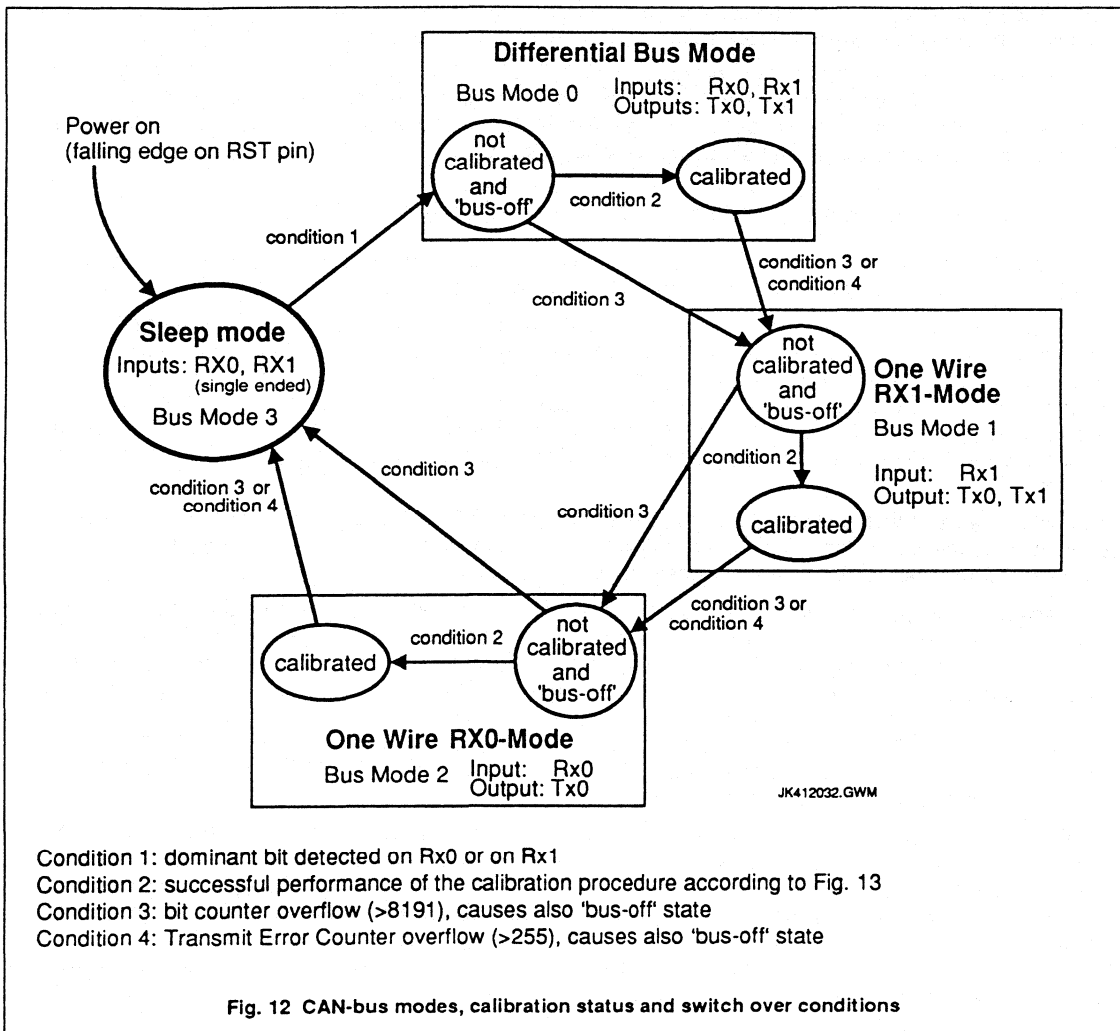 Differential Bus Mode
Bus Mode 0
Inputs: Rx0, Rx1
Outputs: Tx0, Tx1
Power on
(falling edge on RST pin)
not
calibrated
and
'bus-off'
condition 2
calibrated
condition 1
condition 3
condition 3 or
condition 4
Sleep mode
Inputs: RX0, RX1
(single ended)
Bus Mode 3
not
calibrated
and
'bus-off'
One Wire
RX1-Mode
Bus Mode 1
condition 2
Input: Rx1
Output: Tx0, Tx1
calibrated
condition 3
condition 3 or
condition 4
condition 3
condition 3 or
condition 4
not
calibrated
and
'bus-off'
condition 2
calibrated
One Wire RX0-Mode
Bus Mode 2
Input: Rx0
Output: Tx0
JK412032.GWM
Condition 1: dominant bit detected on Rx0 or on Rx1
Condition 2: successful performance of the calibration procedure according to Fig. 13
Condition 3: bit counter overflow (>8191), causes also 'bus-off' state
Condition 4: Transmit Error Counter overflow (>255), causes also 'bus-off' state
Fig. 12 CAN-bus modes, calibration status and switch over conditions